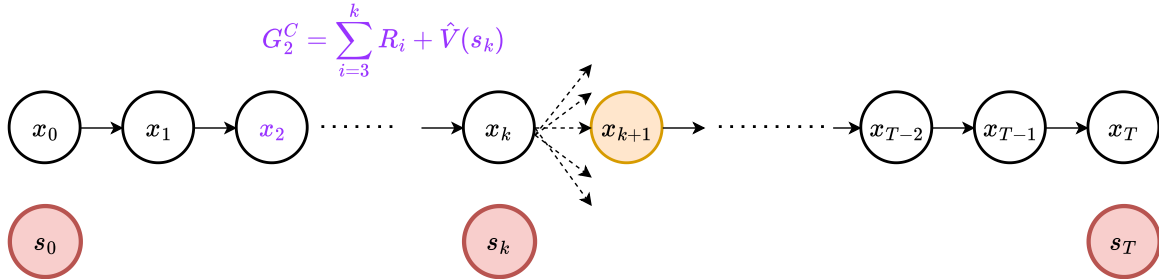 G_2^C = \sum_{i=3}^{k} R_i + \hat{V}(s_k)
x_0 x_1 x_2 ....... x_k x_{k+1} ........... x_{T-2} x_{T-1} x_T
s_0 s_k s_T